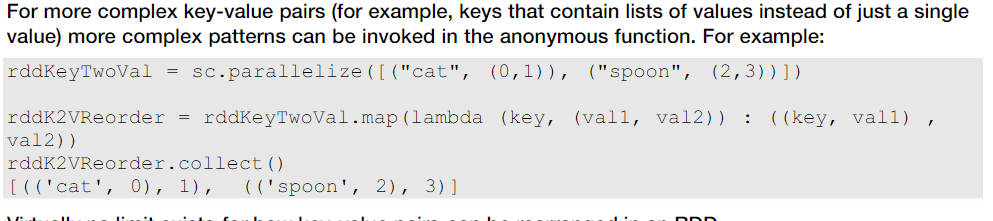 For more complex key-value pairs (for example, keys that contain lists of values instead of just a single
value) more complex patterns can be invoked in the anonymous function. For example:
rddKeyTwoVal = sc.parallelize([("cat", (0,1)), ("spoon", (2,3))])
rddK2VReorder = rddKeyTwoVal.map(lambda (key, (val1, val2)) : ((key, val1) ,
val2))
rddK2VReorder.collect()
[(('cat', 0), 1), (('spoon', 2), 3)]